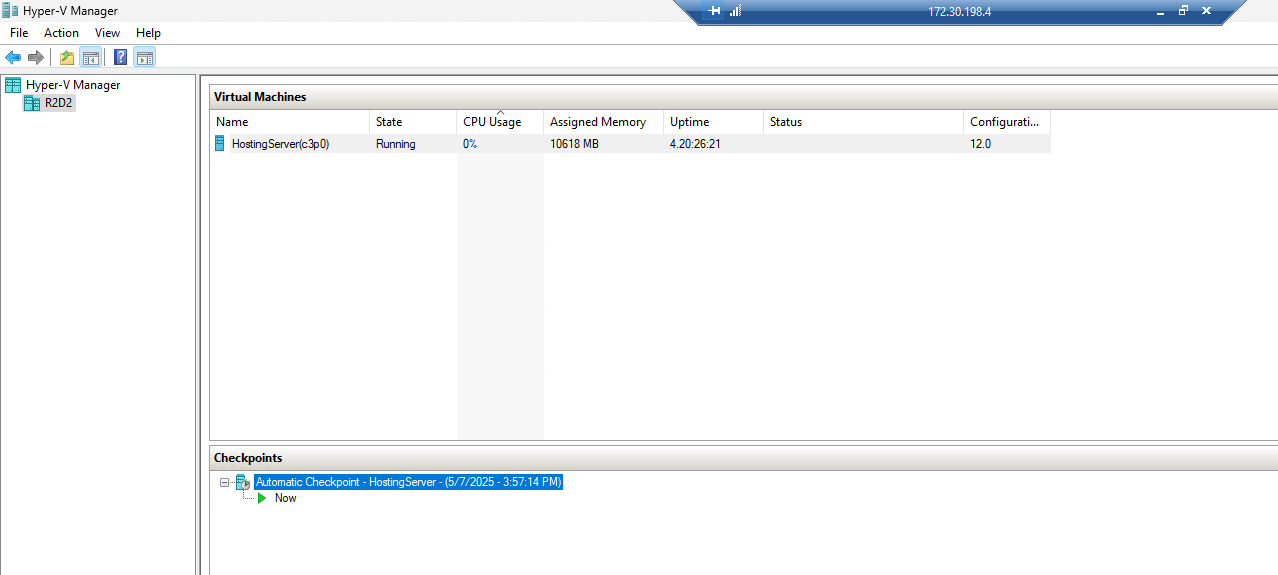 Hyper-V Manager
172.30.198.4
File Action View Help
Hyper-V Manager
R2D2
Virtual Machines
Name State CPU Usage Assigned Memory Uptime Status Configurati...
HostingServer(c3p0) Running 0% 10618 MB 4.20:26:21 12.0
Checkpoints
Automatic Checkpoint - HostingServer - (5/7/2025 - 3:57:14 PM)
Now